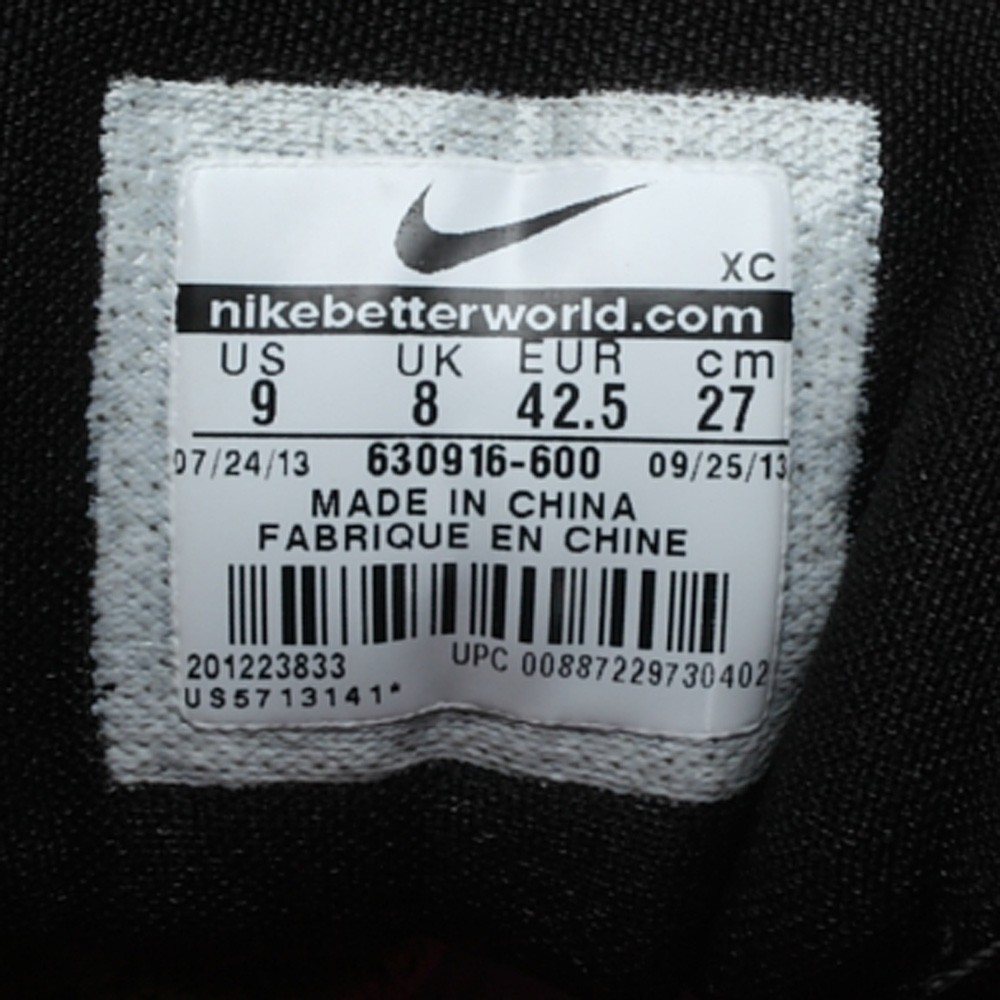 XC
nikebetterworld.com
US UK EUR cm
9 8 42.5 27
07/24/13 630916-600 09/25/13
MADE IN CHINA
FABRIQUE EN CHINE
201223833 UPC 00887229730402
US5713141*